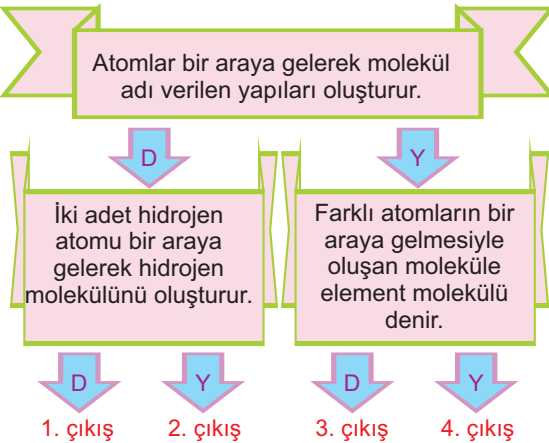 Atomlar bir araya gelerek molekül
adı verilen yapıları oluşturur.
D
Y
İki adet hidrojen
atomu bir araya
gelerek hidrojen
molekülünü oluşturur.
Farklı atomların bir
araya gelmesiyle
oluşan moleküle
element molekülü
denir.
D
Y
D
Y
1. çıkış
2. çıkış
3. çıkış
4. çıkış